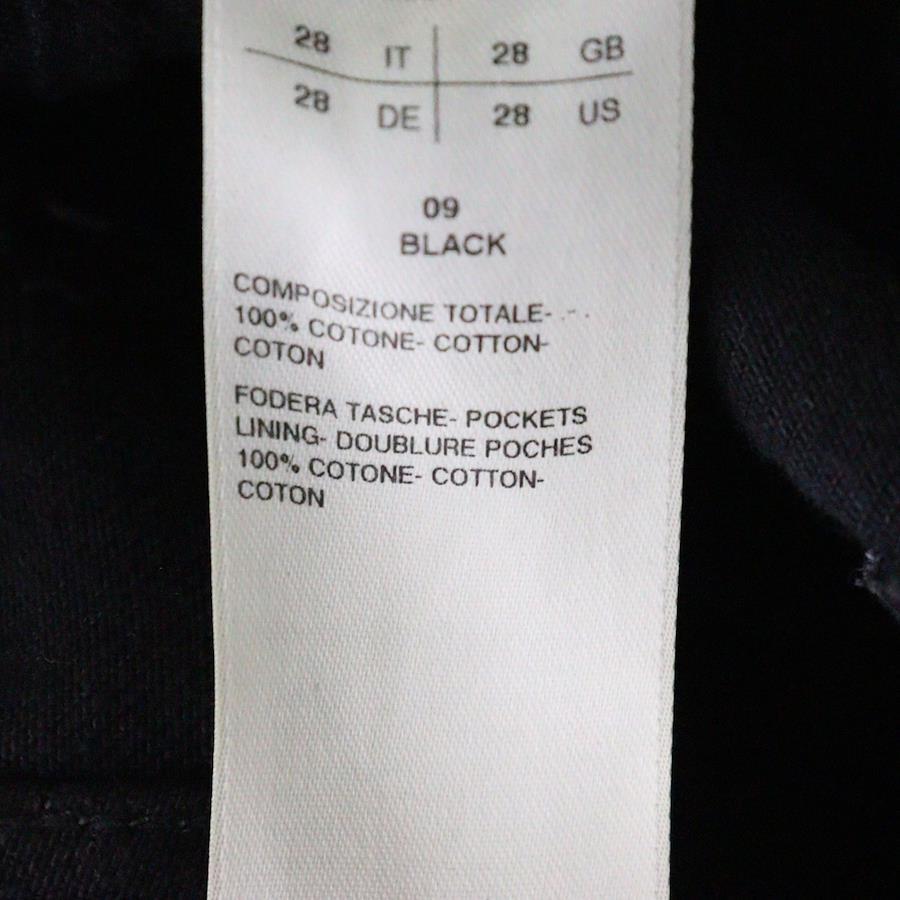 28 IT 28 GB
28 DE 28 US
09
BLACK
COMPOSIZIONE TOTALE-
100% COTONE- COTTON-
COTON
FODERA TASCHE- POCKETS
LINING- DOUBLURE POCHES
100% COTONE- COTTON-
COTON